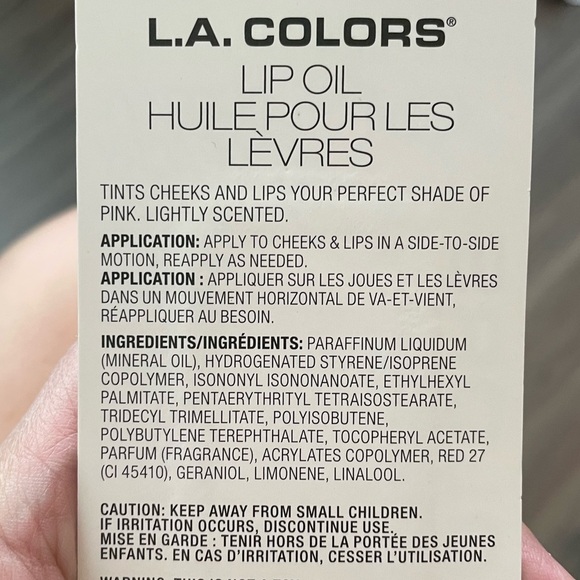 L.A. COLORS®
LIP OIL
HUILE POUR LES
LÈVRES
TINTS CHEEKS AND LIPS YOUR PERFECT SHADE OF
PINK. LIGHTLY SCENTED.
APPLICATION: APPLY TO CHEEKS & LIPS IN A SIDE-TO-SIDE
MOTION, REAPPLY AS NEEDED.
APPLICATION : APPLIQUER SUR LES JOUES ET LES LÈVRES
DANS UN MOUVEMENT HORIZONTAL DE VA-ET-VIENT,
RÉAPPLIQUER AU BESOIN.
INGREDIENTS/INGRÉDIENTS: PARAFFINUM LIQUIDUM
(MINERAL OIL), HYDROGENATED STYRENE/ISOPRENE
COPOLYMER, ISONONYL ISONONANOATE, ETHYLHEXYL
PALMITATE, PENTAERYTHRITYL TETRAISOSTEARATE,
TRIDECYL TRIMELLITATE, POLYISOBUTENE,
POLYBUTYLENE TEREPHTHALATE, TOCOPHERYL ACETATE,
PARFUM (FRAGRANCE), ACRYLATES COPOLYMER, RED 27
(CI 45410), GERANIOL, LIMONENE, LINALOOL.
CAUTION: KEEP AWAY FROM SMALL CHILDREN.
IF IRRITATION OCCURS, DISCONTINUE USE.
MISE EN GARDE : TENIR HORS DE LA PORTÉE DES JEUNES
ENFANTS. EN CAS D'IRRITATION, CESSER L'UTILISATION.
WARNING: THIS IS NOT A